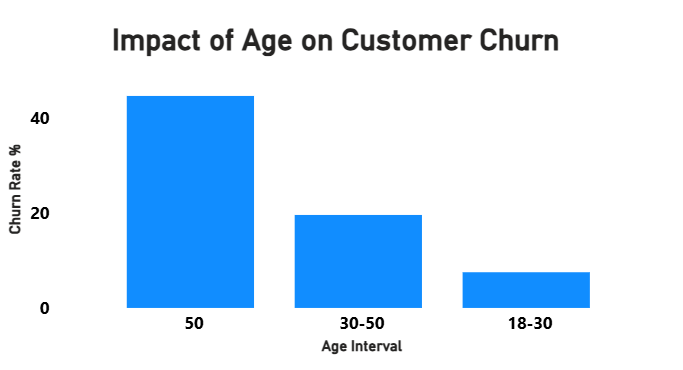 Impact of Age on Customer Churn
Churn Rate %
40
20
0
50
30-50
18-30
Age Interval